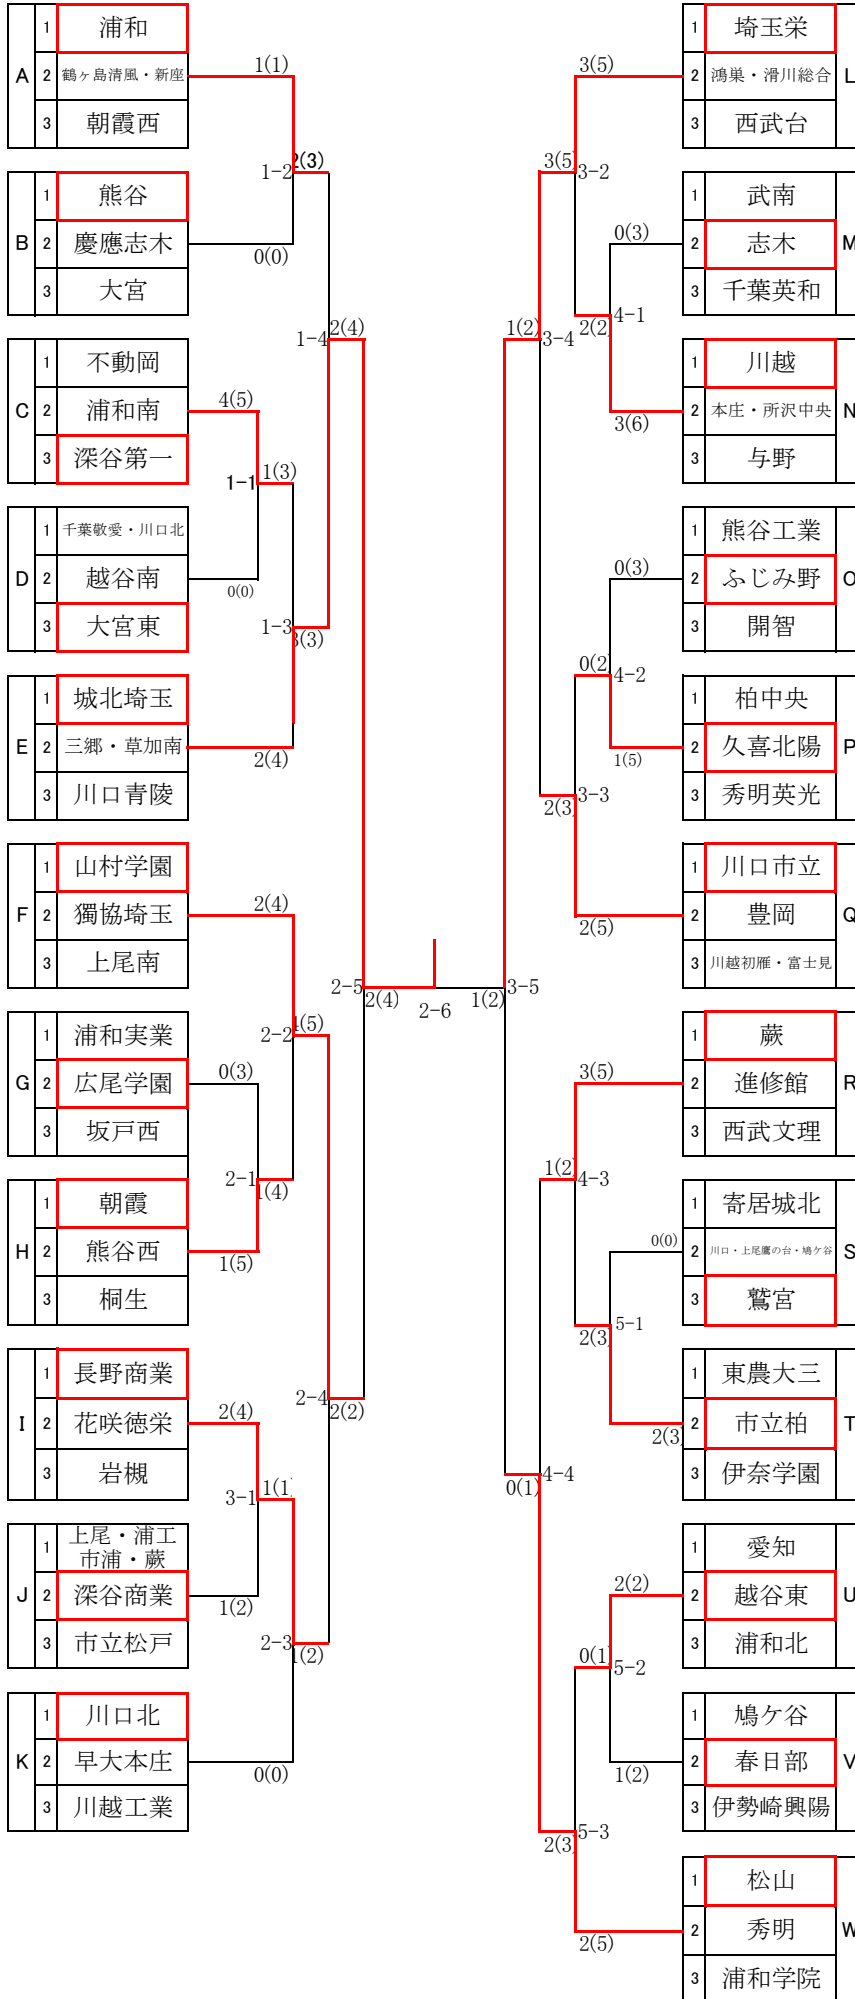 A
1 浦和
2 鶴ヶ島清風・新座
3 朝霞西
B
1 熊谷
2 慶應志木
3 大宮
C
1 不動岡
2 浦和南
3 深谷第一
D
1 千葉敬愛・川口北
2 越谷南
3 大宮東
E
1 城北埼玉
2 三郷・草加南
3 川口青陵
F
1 山村学園
2 獨協埼玉
3 上尾南
G
1 浦和実業
2 広尾学園
3 坂戸西
H
1 朝霞
2 熊谷西
3 桐生
I
1 長野商業
2 花咲徳栄
3 岩槻
J
1 上尾・浦工
市浦・蕨
2 深谷商業
3 市立松戸
K
1 川口北
2 早大本庄
3 川越工業
1(1)
1-2
2(3)
0(0)
1-4
2(4)
4(5)
1-1
1(3)
0(0)
1-3
3(3)
2(4)
2(4)
2-2
4(5)
0(3)
2-1
1(4)
1(5)
2-5
2(4)
2-6
2-4
2(2)
2(4)
3-1
1(1)
1(2)
2-3
1(2)
0(0)
3(5)
3(5)
3-2
0(3)
1(2)
3-4
2(2)
4-1
3(6)
0(3)
0(2)
4-2
1(5)
2(3)
3-3
2(5)
1(2)
3-5
3(5)
1(2)
4-3
0(0)
2(3)
5-1
2(3)
0(1)
4-4
2(2)
0(1)
5-2
1(2)
2(3)
5-3
2(5)
1 埼玉栄
2 鴻巣・滑川総合
3 西武台
L
1 武南
2 志木
3 千葉英和
M
1 川越
2 本庄・所沢中央
3 与野
N
1 熊谷工業
2 ふじみ野
3 開智
O
1 柏中央
2 久喜北陽
3 秀明英光
P
1 川口市立
2 豊岡
3 川越初雁・富士見
Q
1 蕨
2 進修館
3 西武文理
R
1 寄居城北
2 川口・上尾鷹の台・鳩ケ谷
3 鷲宮
S
1 東農大三
2 市立柏
3 伊奈学園
T
1 愛知
2 越谷東
3 浦和北
U
1 鳩ケ谷
2 春日部
3 伊勢崎興陽
V
1 松山
2 秀明
3 浦和学院
W